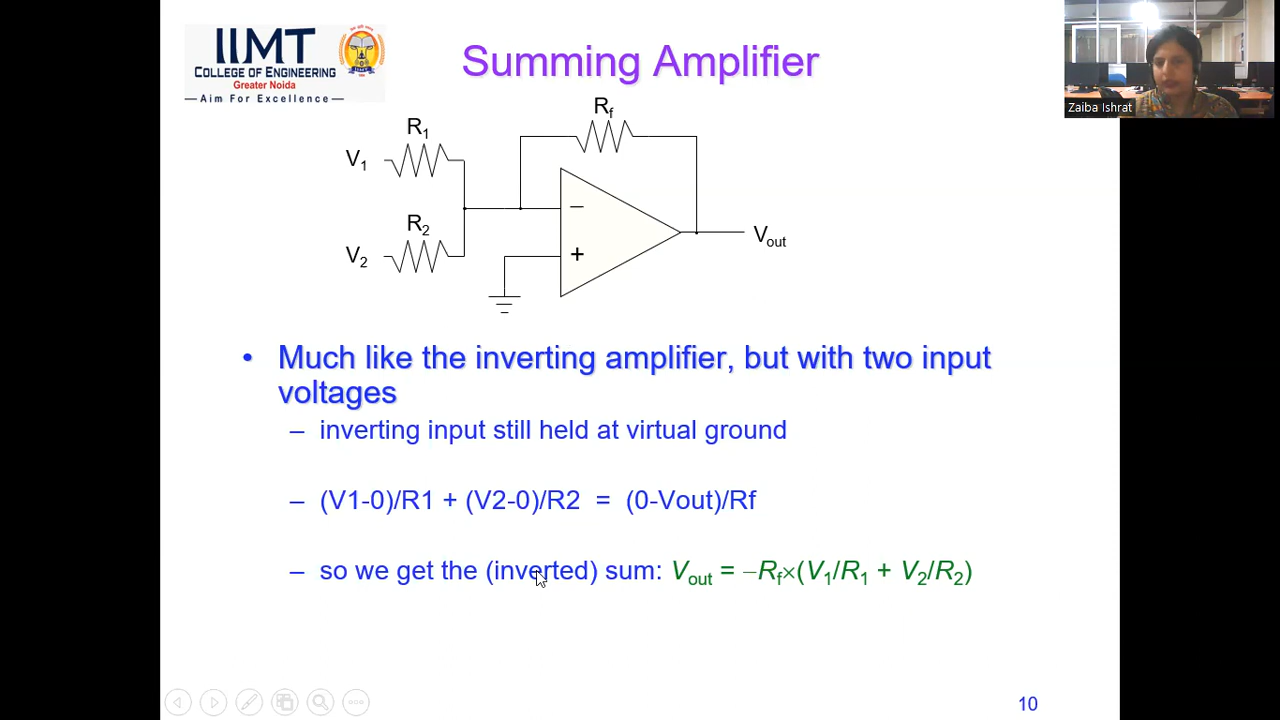 IIMT
COLLEGE OF ENGINEERING
Greater Noida
—Aim For Excellence—
Summing Amplifier
Zaiba Ishrat
Rf
R1
V1
R2
V2
–
+
Vout
• Much like the inverting amplifier, but with two input
voltages
– inverting input still held at virtual ground
– (V1-0)/R1 + (V2-0)/R2 = (0-Vout)/Rf
– so we get the (inverted) sum: Vout = –Rf×(V1/R1 + V2/R2)
10